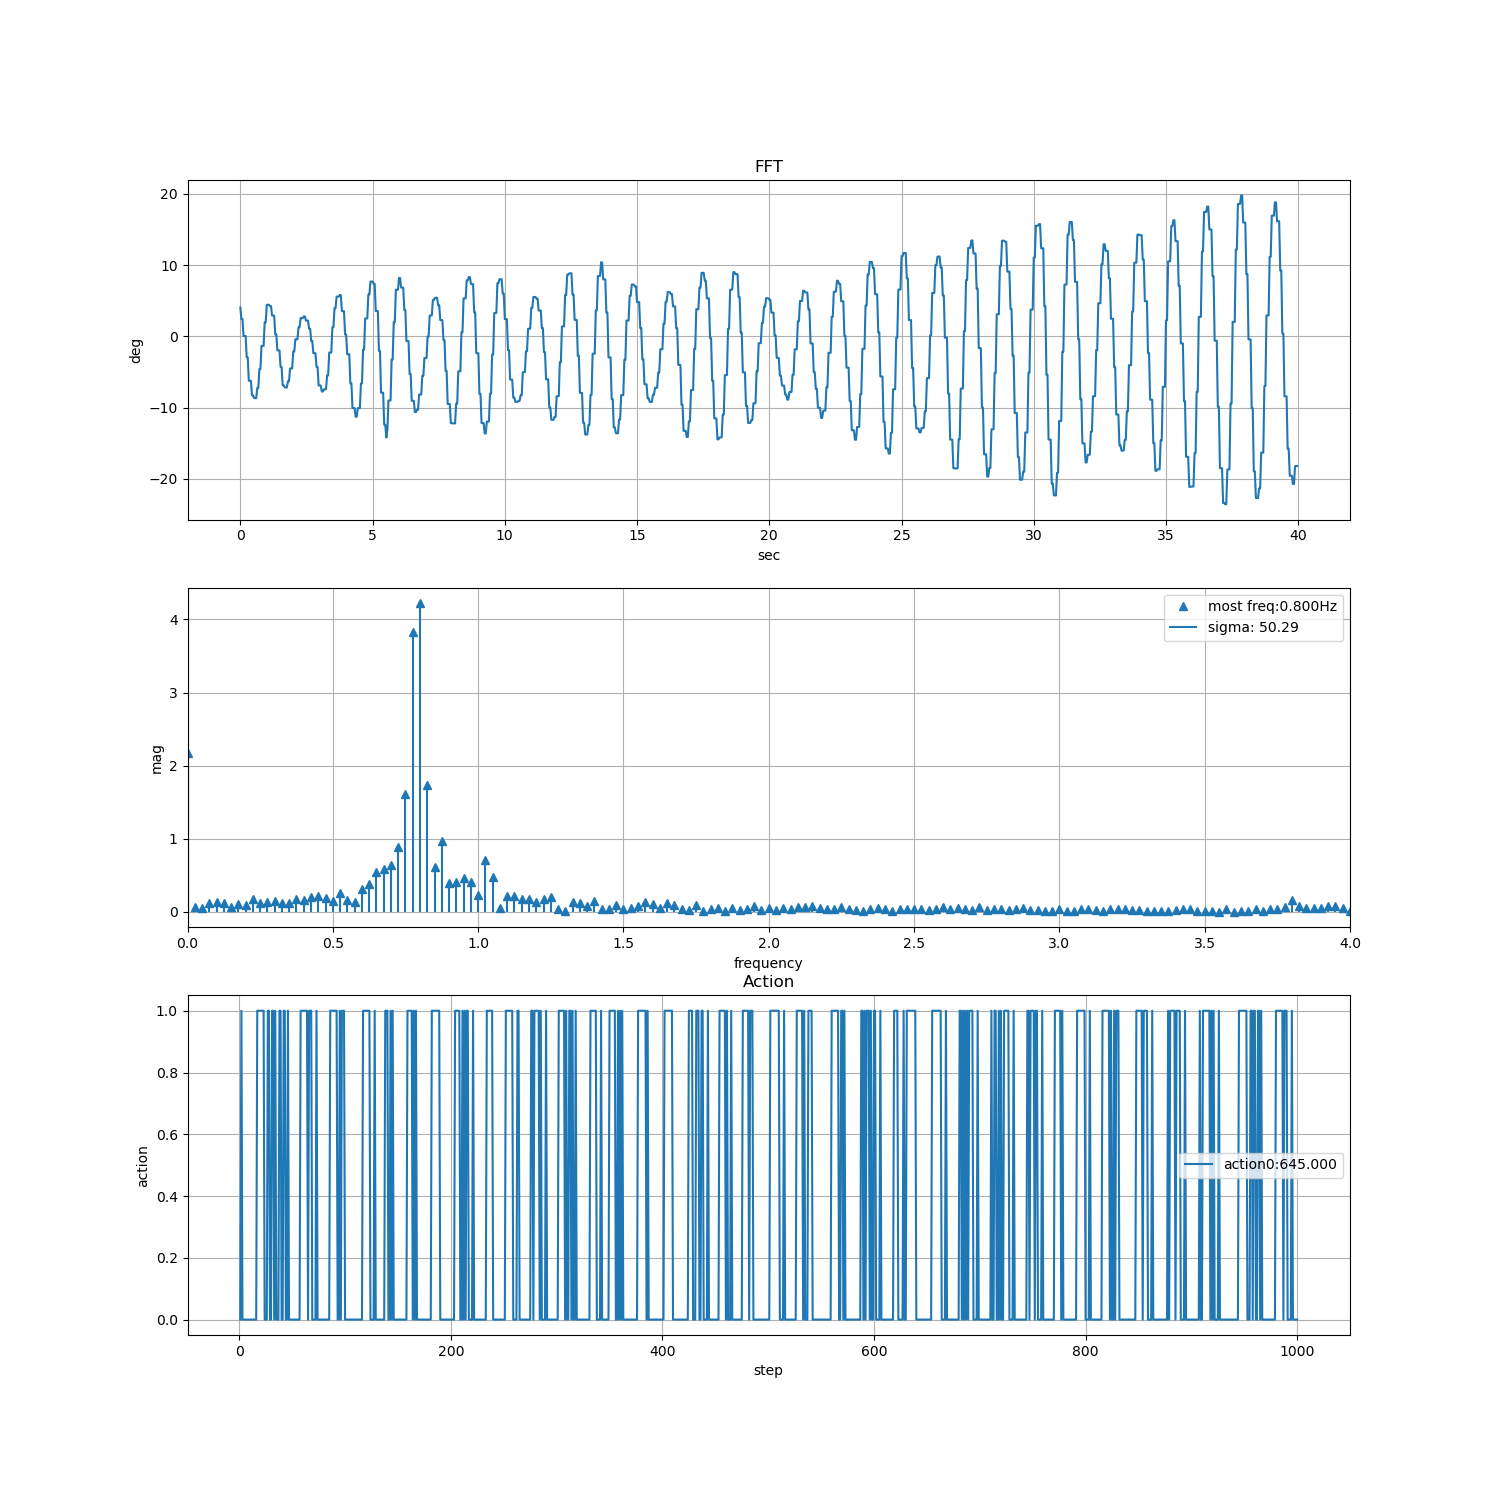 FFT
20
10
0
−10
−20
deg
0 5 10 15 20 25 30 35 40
sec
4
3
2
1
0
mag
most freq:0.800Hz
sigma: 50.29
0.0 0.5 1.0 1.5 2.0 2.5 3.0 3.5 4.0
frequency
Action
1.0
0.8
0.6
0.4
0.2
0.0
action
action0:645.000
0 200 400 600 800 1000
step